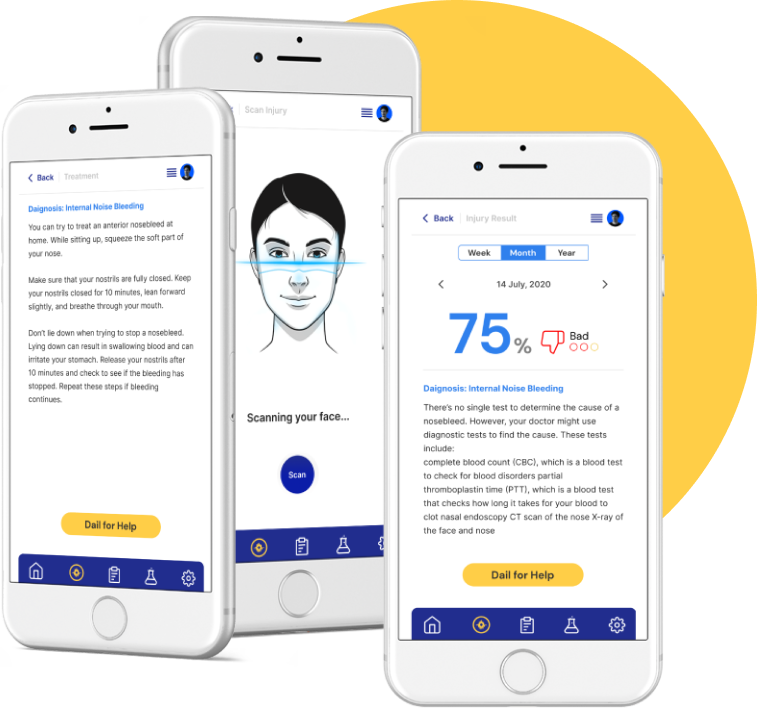 Back | Treatment
Daignosis: Internal Noise Bleeding
You can try to treat an anterior nosebleed at
home. While sitting up, squeeze the soft part of
your nose.
Make sure that your nostrils are fully closed. Keep
your nostrils closed for 10 minutes, lean forward
slightly, and breathe through your mouth.
Don't lie down when trying to stop a nosebleed.
Lying down can result in swallowing blood and can
irritate your stomach. Release your nostrils after
10 minutes and check to see if the bleeding has
stopped. Repeat these steps if bleeding
continues.
Dail for Help
Scan Injury
Scanning your face...
Scan
Back | Injury Result
Week Month Year
14 July, 2020
75%
Bad
Daignosis: Internal Noise Bleeding
There's no single test to determine the cause of a
nosebleed. However, your doctor might use
diagnostic tests to find the cause. These tests
include:
complete blood count (CBC), which is a blood test
to check for blood disorders partial
thromboplastin time (PTT), which is a blood test
that checks how long it takes for your blood to
clot nasal endoscopy CT scan of the nose X-ray of
the face and nose
Dail for Help